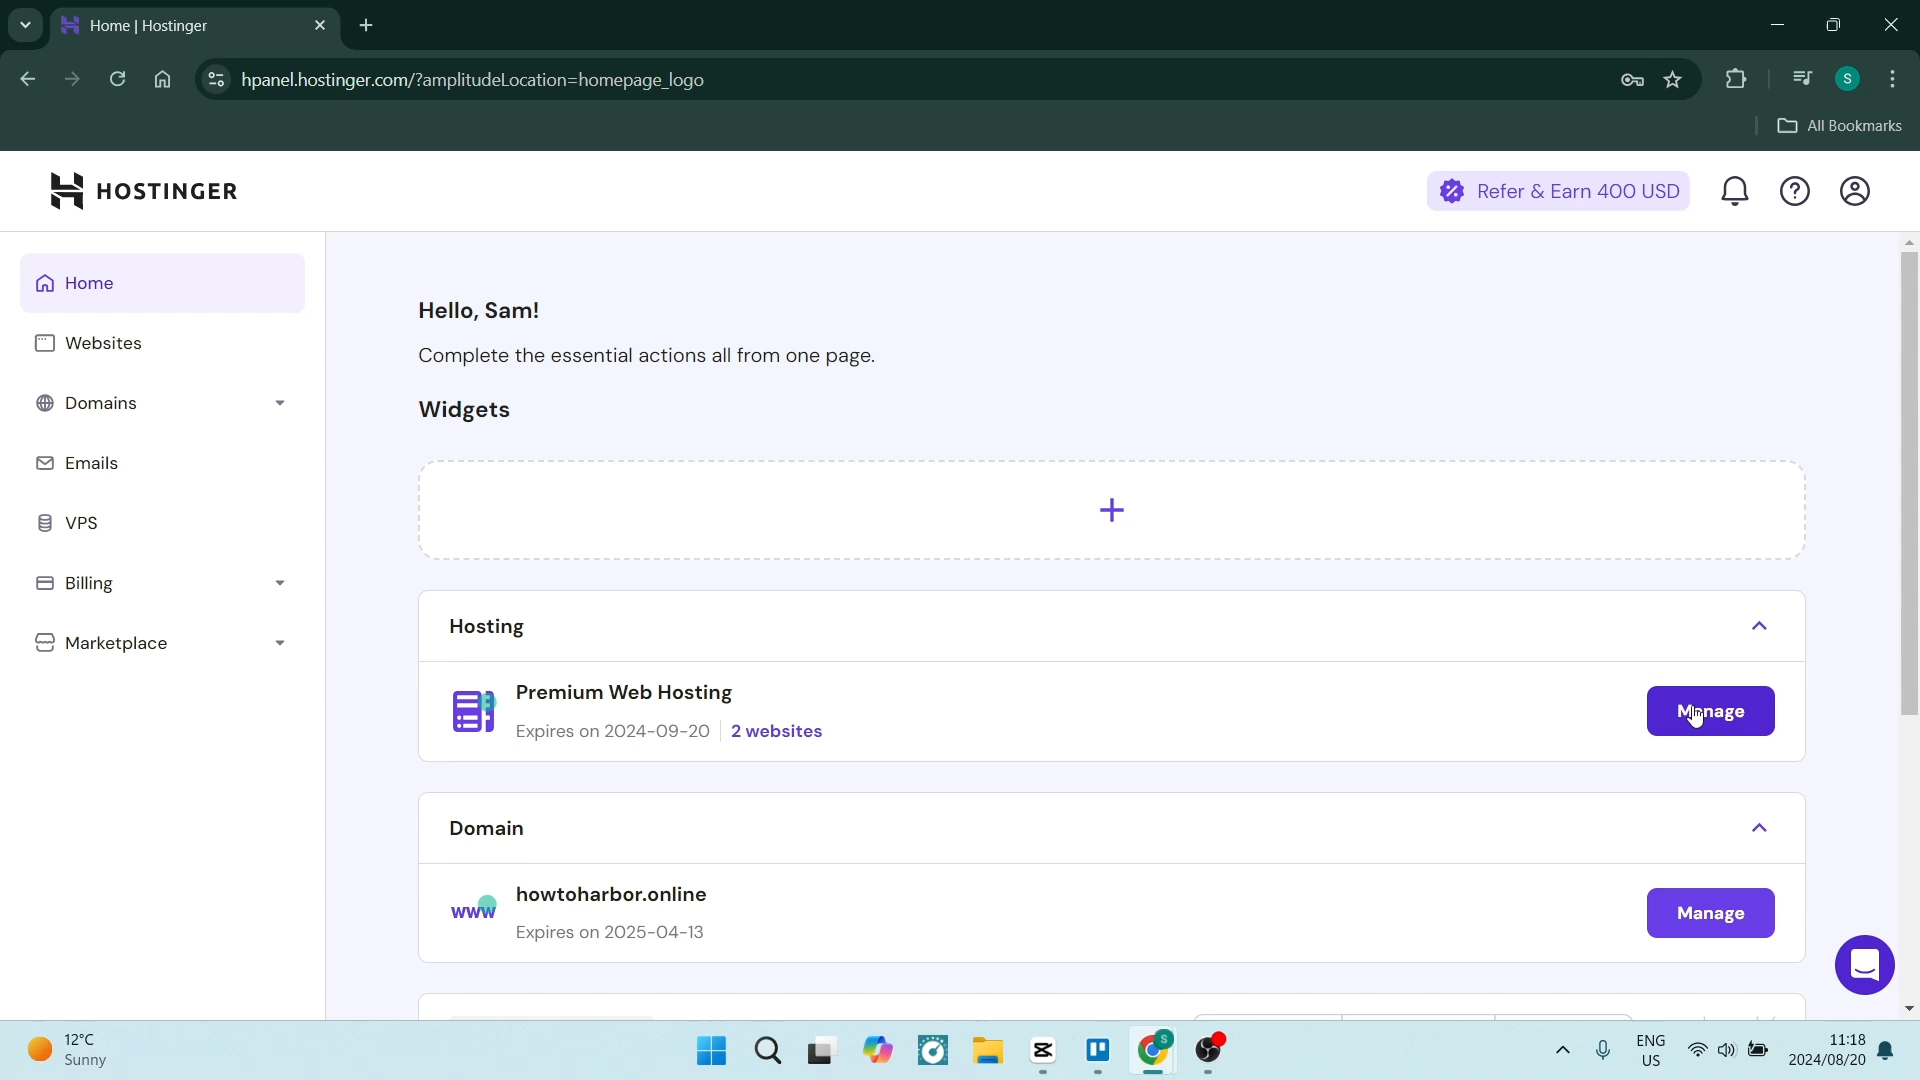 Home | Hostinger
hpanel.hostinger.com/?amplitudeLocation=homepage_logo
S
All Bookmarks
HOSTINGER
Refer & Earn 400 USD
Home
Websites
Domains
Emails
VPS
Billing
Marketplace
Hello, Sam!
Complete the essential actions all from one page.
Widgets
Hosting
Premium Web Hosting
Expires on 2024-09-20
2 websites
Manage
Domain
www
howtoharbor.online
Expires on 2025-04-13
Manage
12°C
Sunny
S
ENG
US
11:18
2024/08/20